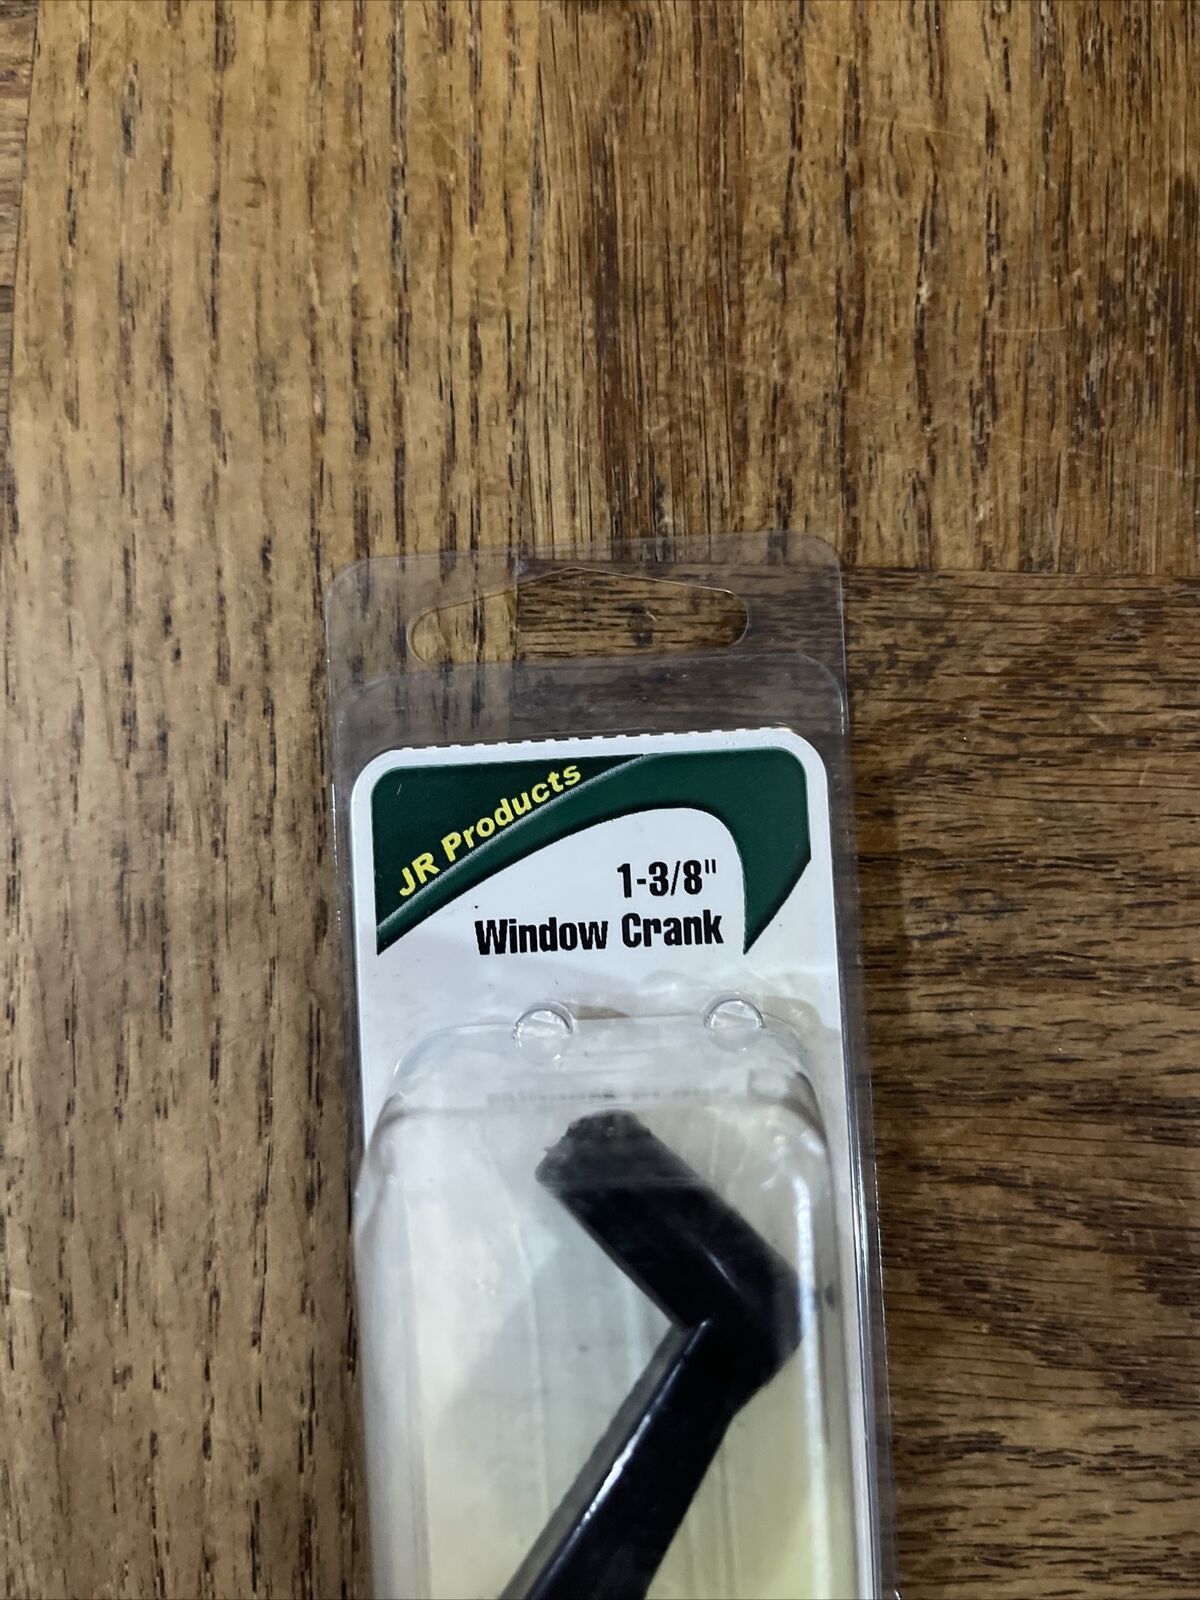 JR Products
1-3/8"
Window Crank